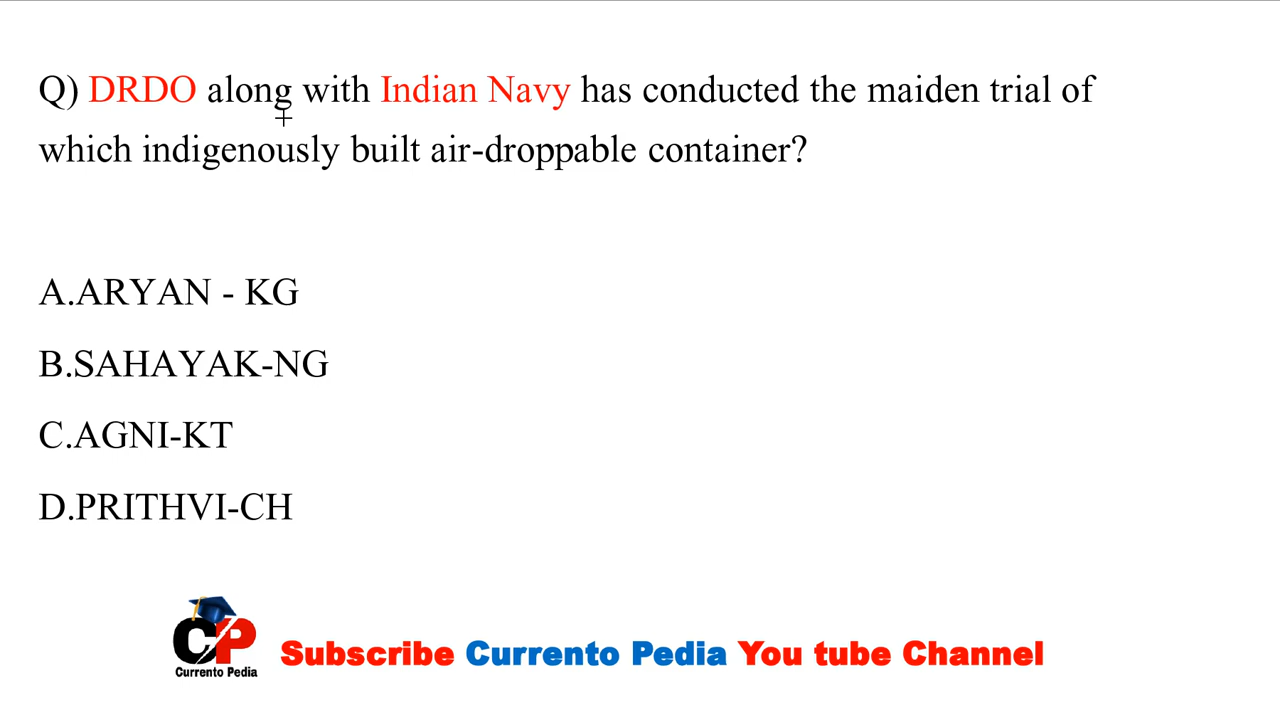 Q) DRDO along with Indian Navy has conducted the maiden trial of
which indigenously built air-droppable container?
A.ARYAN - KG
B.SAHAYAK-NG
C.AGNI-KT
D.PRITHVI-CH
CP
Currento Pedia
Subscribe Currento Pedia You tube Channel